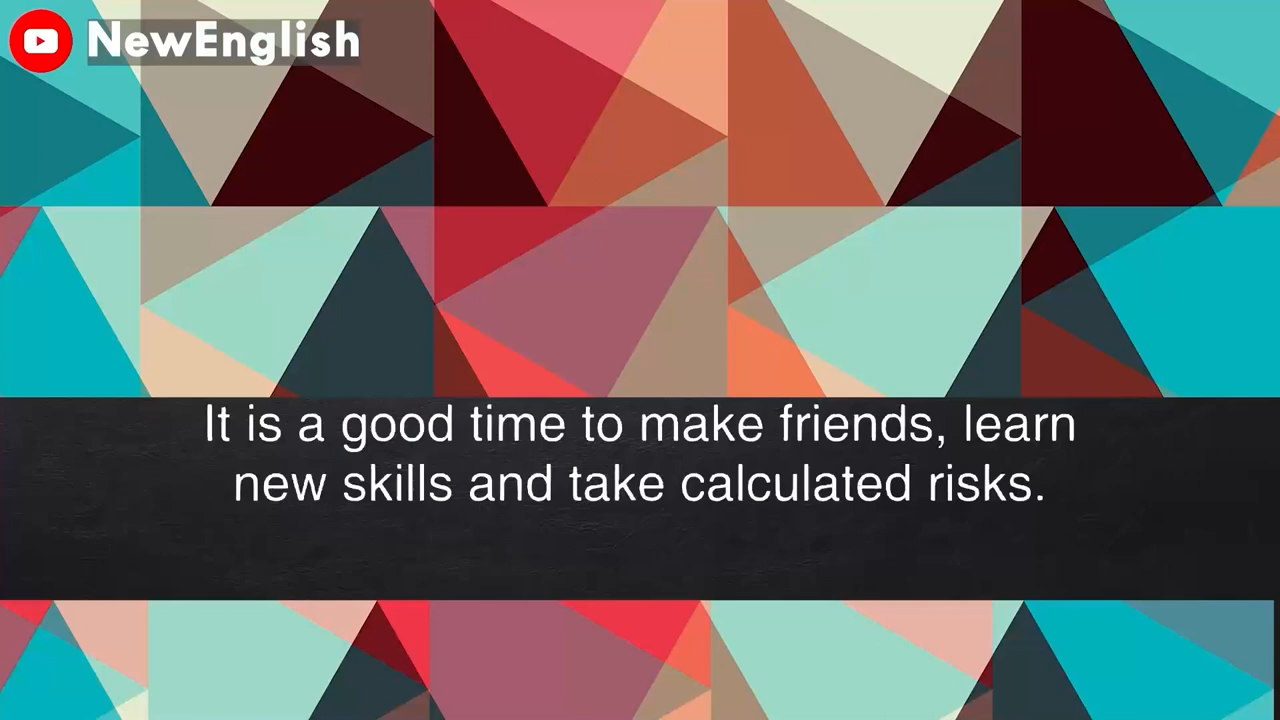 NewEnglish
It is a good time to make friends, learn
new skills and take calculated risks.